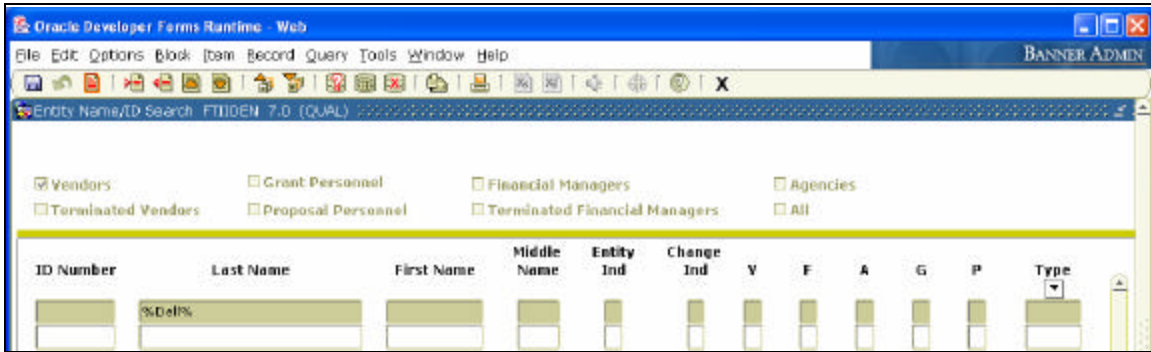 Oracle Developer Forms Runtime - Web
File Edit Options Block Item Record Query Tools Window Help
BANNER ADMIN
X
Entity Name/ID Search FTIIDEN 7.0 (QUAL)
Vendors Grant Personnel Financial Managers Agencies
Terminated Vendors Proposal Personnel Terminated Financial Managers All
ID Number Last Name First Name Middle Name Entity Ind Change Ind V F A G P Type
%Dell%